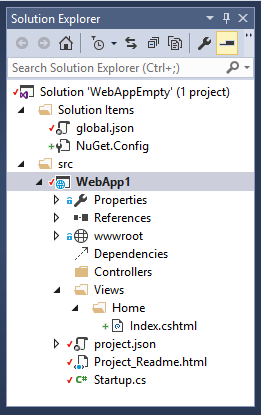 Solution Explorer
Search Solution Explorer (Ctrl+;)
Solution 'WebAppEmpty' (1 project)
Solution Items
global.json
NuGet.Config
src
WebApp1
Properties
References
wwwroot
Dependencies
Controllers
Views
Home
Index.cshtml
project.json
Project_Readme.html
C# Startup.cs